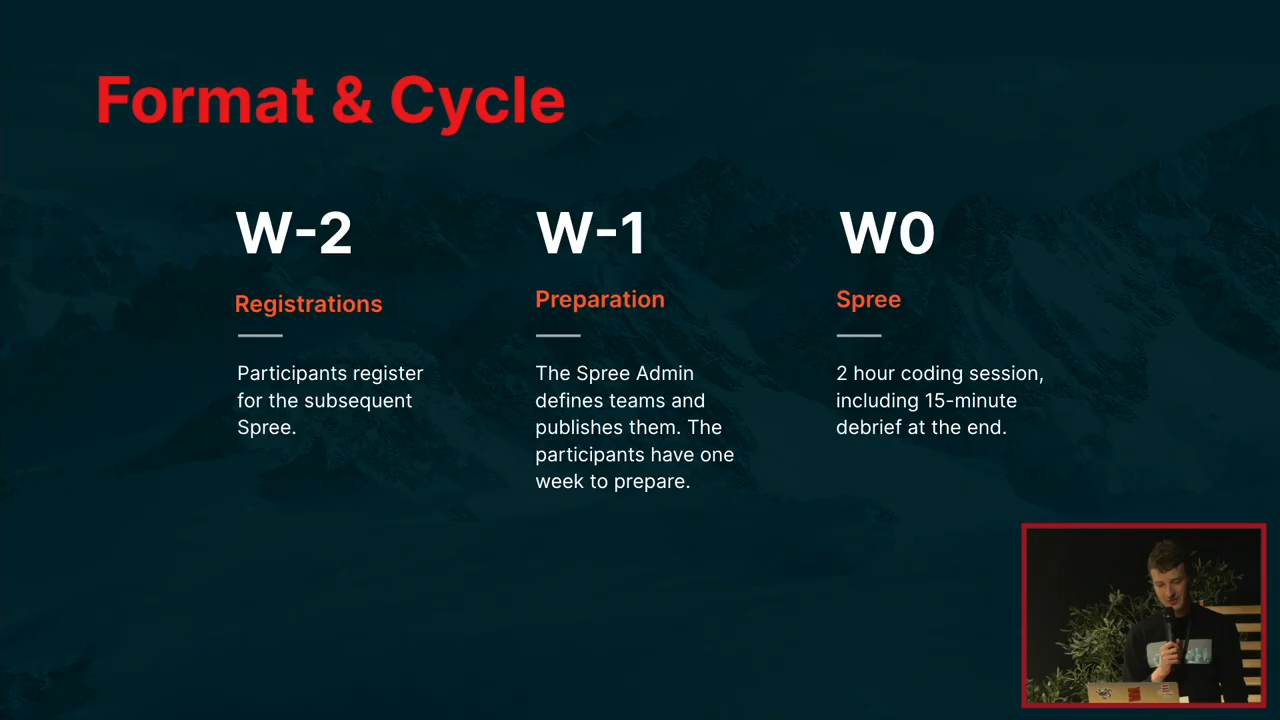 Format & Cycle
W-2
Registrations
Participants register
for the subsequent
Spree.
W-1
Preparation
The Spree Admin
defines teams and
publishes them. The
participants have one
week to prepare.
W0
Spree
2 hour coding session,
including 15-minute
debrief at the end.